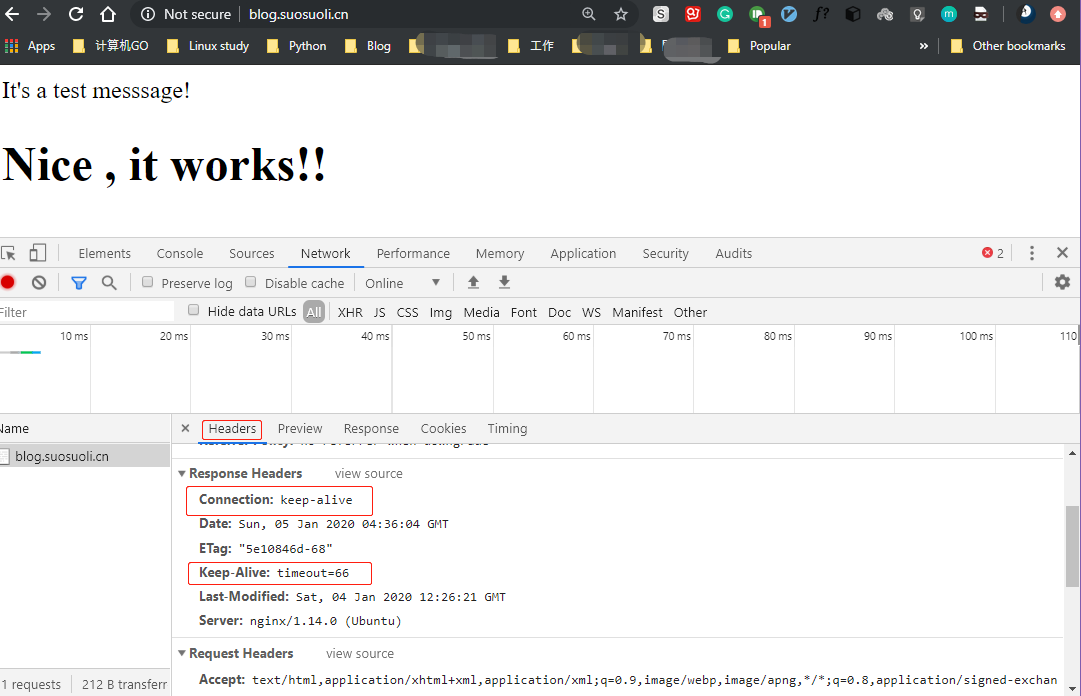 Not secure | blog.suosuoli.cn
Apps 计算机GO Linux study Python Blog 工作 Popular » Other bookmarks
It's a test messsage!
Nice , it works!!
Elements Console Sources Network Performance Memory Application Security Audits 2
Preserve log Disable cache Online
Filter Hide data URLs All XHR JS CSS Img Media Font Doc WS Manifest Other
10 ms 20 ms 30 ms 40 ms 50 ms 60 ms 70 ms 80 ms 90 ms 100 ms 110
Name × Headers Preview Response Cookies Timing
blog.suosuoli.cn
Response Headers view source
Connection: keep-alive
Date: Sun, 05 Jan 2020 04:36:04 GMT
ETag: "5e10846d-68"
Keep-Alive: timeout=66
Last-Modified: Sat, 04 Jan 2020 12:26:21 GMT
Server: nginx/1.14.0 (Ubuntu)
Request Headers view source
Accept: text/html,application/xhtml+xml,application/xml;q=0.9,image/webp,image/apng,*/*;q=0.8,application/signed-exchan
1 requests 212 B transferr